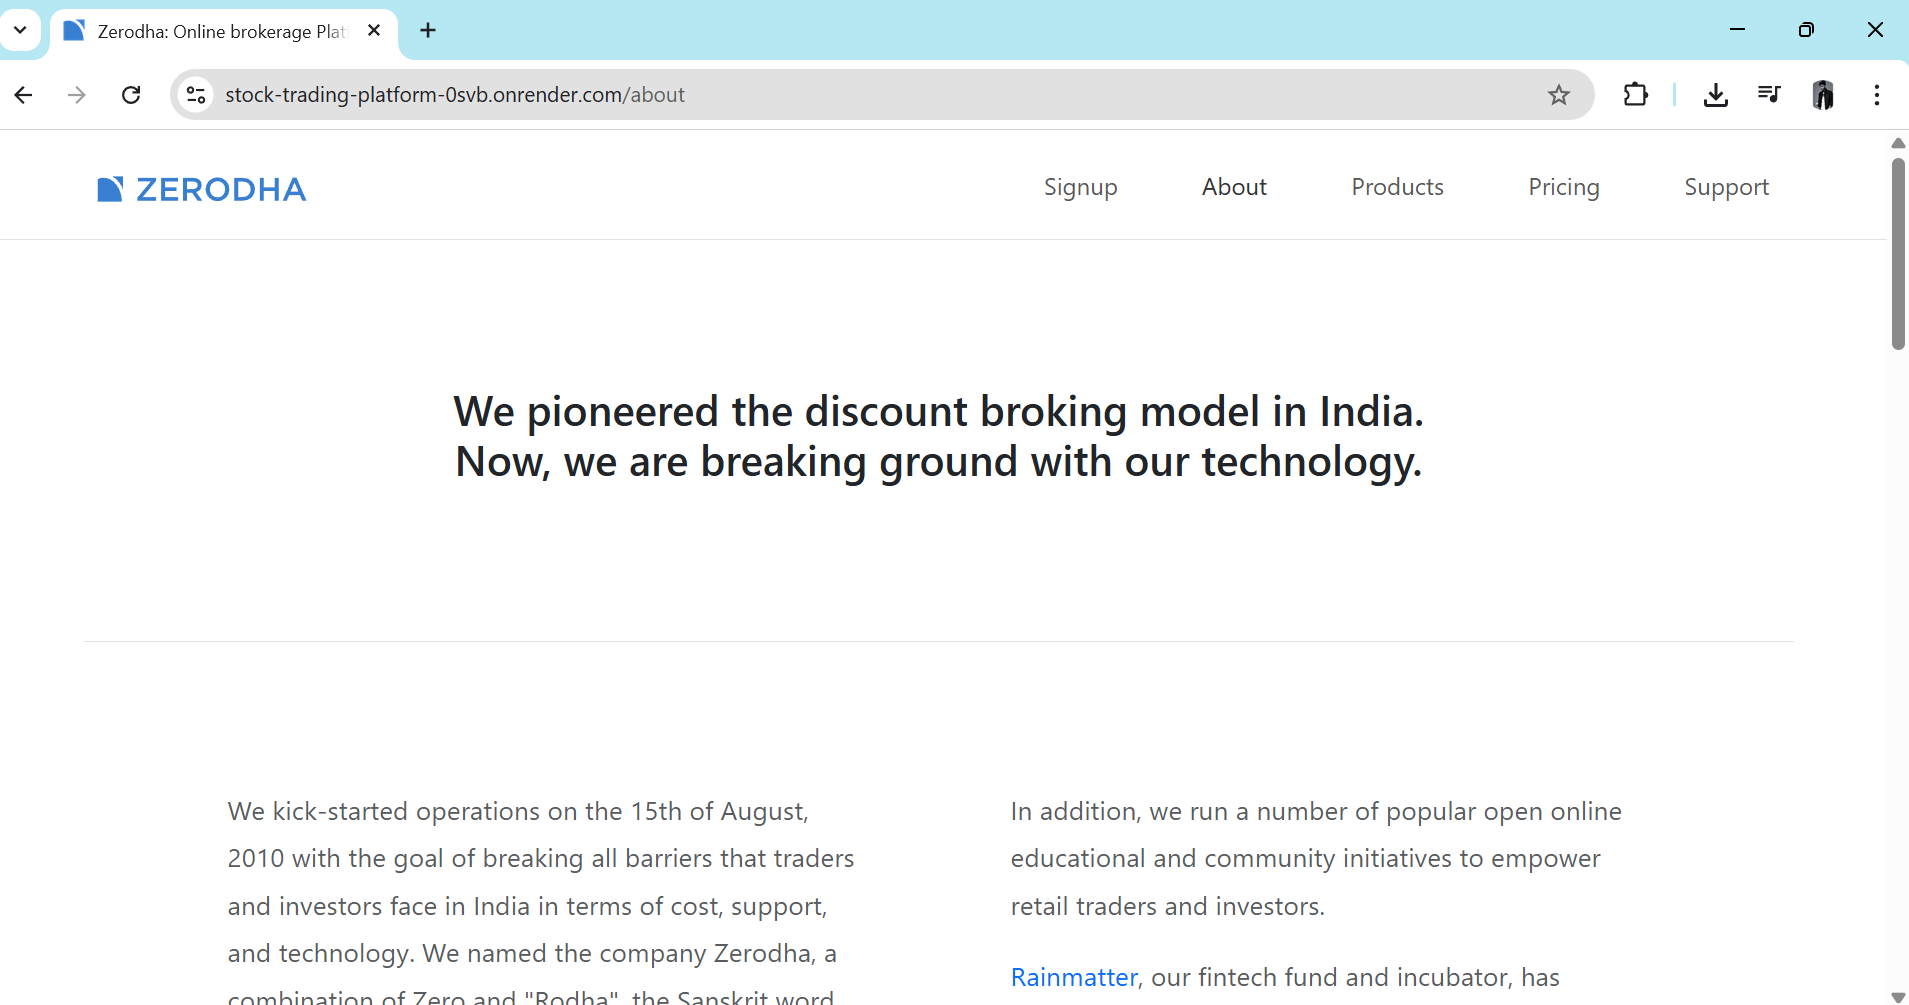 Zerodha: Online brokerage Plat
stock-trading-platform-0svb.onrender.com/about
ZERODHA
Signup
About
Products
Pricing
Support
We pioneered the discount broking model in India.
Now, we are breaking ground with our technology.
We kick-started operations on the 15th of August,
2010 with the goal of breaking all barriers that traders
and investors face in India in terms of cost, support,
and technology. We named the company Zerodha, a
combination of Zero and "Rodha", the Sanskrit word
In addition, we run a number of popular open online
educational and community initiatives to empower
retail traders and investors.
Rainmatter, our fintech fund and incubator, has